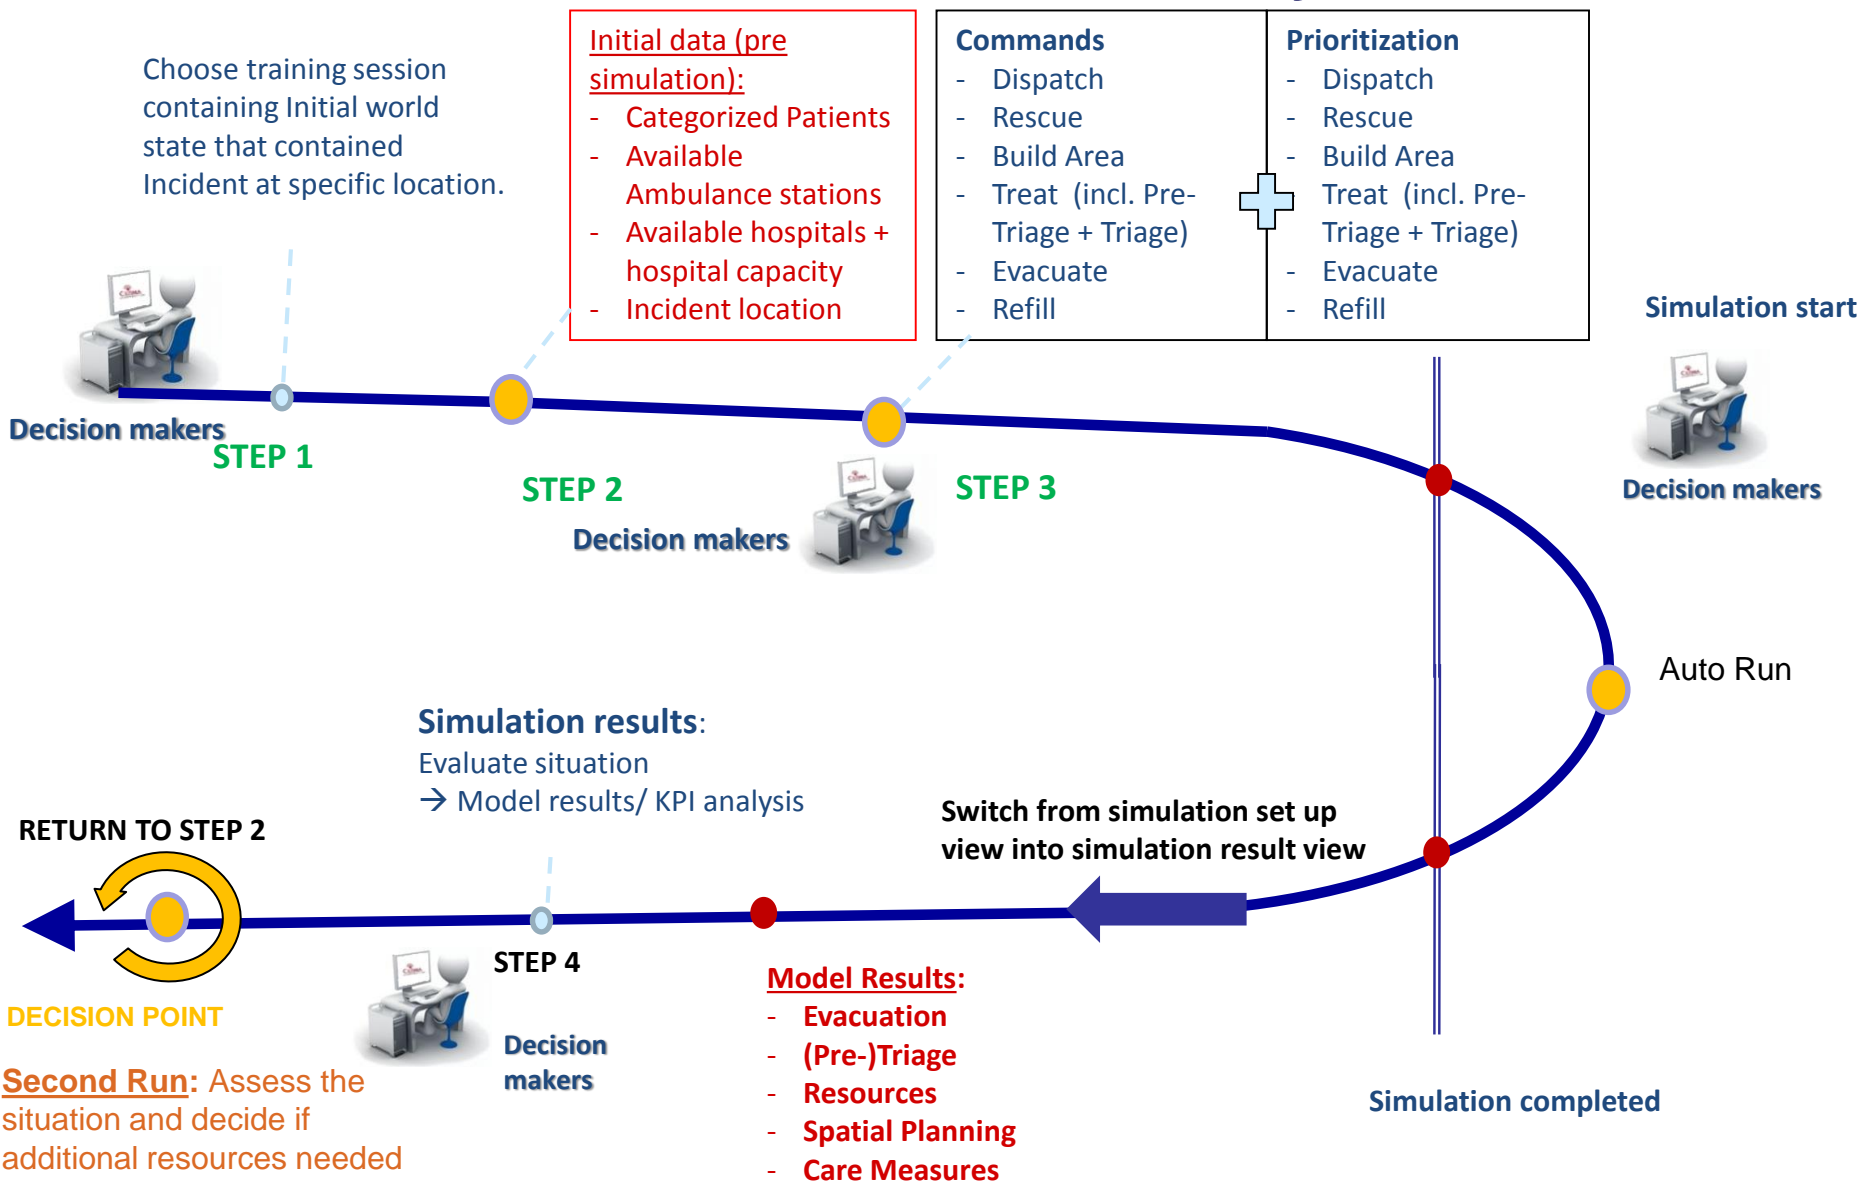 Choose training session
containing Initial world
state that contained
Incident at specific location.
Initial data (pre
simulation):
- Categorized Patients
- Available
Ambulance stations
- Available hospitals +
hospital capacity
- Incident location
Commands
- Dispatch
- Rescue
- Build Area
- Treat (incl. Pre-
Triage + Triage)
- Evacuate
- Refill
Prioritization
- Dispatch
- Rescue
- Build Area
Treat (incl. Pre-
Triage + Triage)
- Evacuate
- Refill
Simulation start
Decision makers
STEP 1
STEP 2
Decision makers
STEP 3
Decision makers
Auto Run
Simulation results:
Evaluate situation
→ Model results/ KPI analysis
Switch from simulation set up
view into simulation result view
RETURN TO STEP 2
STEP 4
Decision
makers
DECISION POINT
Second Run: Assess the
situation and decide if
additional resources needed
Model Results:
- Evacuation
- (Pre-)Triage
- Resources
- Spatial Planning
- Care Measures
Simulation completed